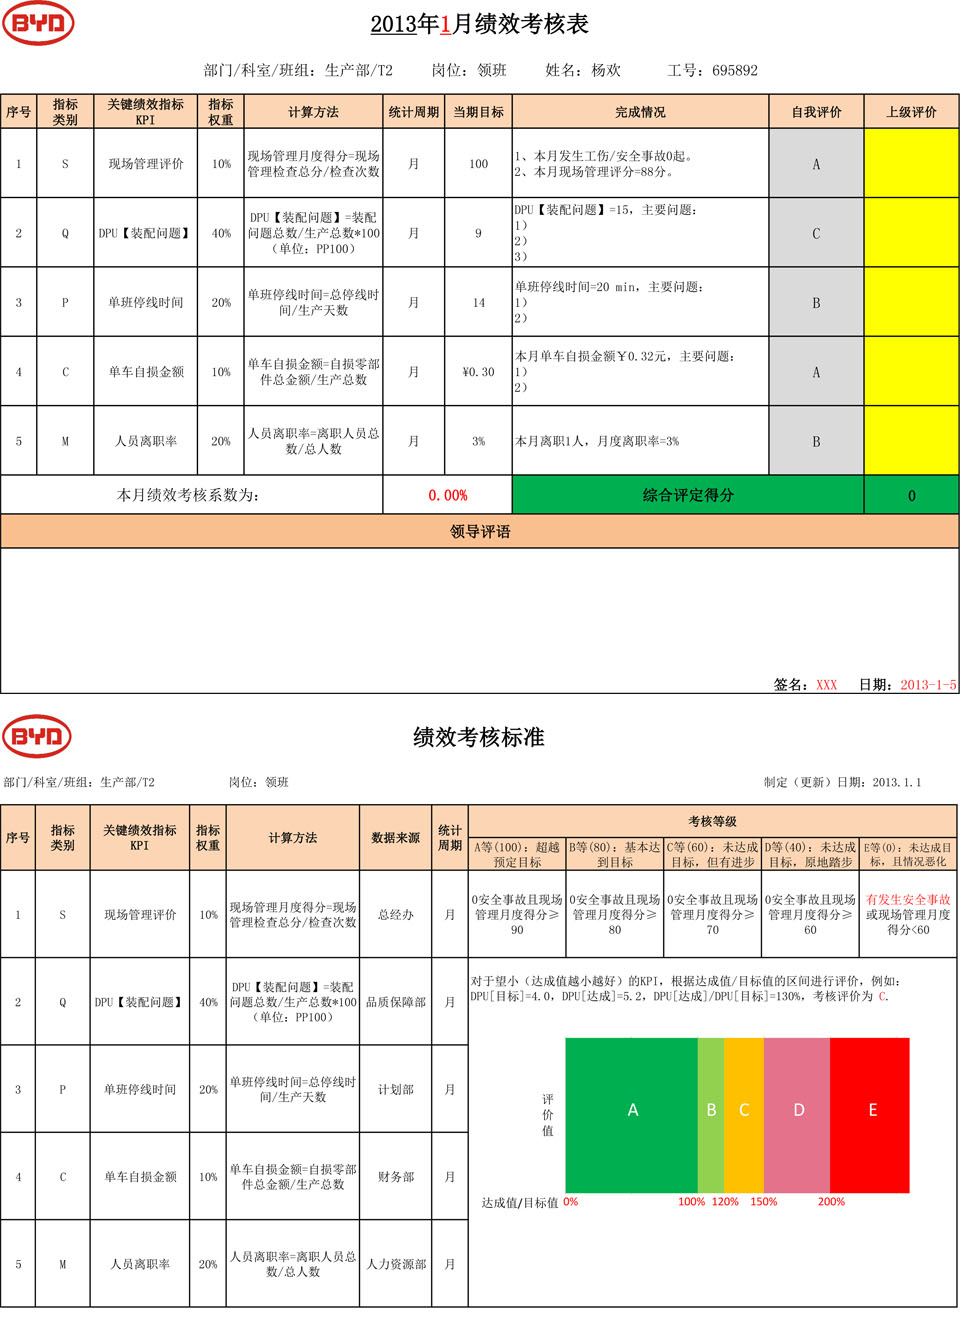 BYD
2013年1月绩效考核表
部门/科室/班组: 生产部/T2 岗位: 领班 姓名: 杨欢 工号: 695892
序号 指标类别 关键绩效指标KPI 指标权重 计算方法 统计周期 当期目标 完成情况 自我评价 上级评价
1 S 现场管理评价 10% 现场管理月度得分=现场管理检查总分/检查次数 月 100 1、本月发生工伤/安全事故0起。
2、本月现场管理评分=88分。 A
2 Q DPU【装配问题】 40% DPU【装配问题】=装配问题总数/生产总数*100（单位: PP100） 月 9 DPU【装配问题】=15, 主要问题:
1）
2）
3） C
3 P 单班停线时间 20% 单班停线时间=总停线时间/生产天数 月 14 单班停线时间=20 min, 主要问题:
1）
2） B
4 C 单车自损金额 10% 单车自损金额=自损零部件总金额/生产总数 月 ¥0.30 本月单车自损金额￥0.32元, 主要问题:
1）
2） A
5 M 人员离职率 20% 人员离职率=离职人员总数/总人数 月 3% 本月离职1人, 月度离职率=3% B
本月绩效考核系数为: 0.00% 综合评定得分 0
领导评语
签名: XXX 日期: 2013-1-5
BYD
绩效考核标准
部门/科室/班组: 生产部/T2 岗位: 领班 制定（更新）日期: 2013.1.1
序号 指标类别 关键绩效指标KPI 指标权重 计算方法 数据来源 统计周期 考核等级
A等(100): 超越预定目标 B等(80): 基本达到目标 C等(60): 未达成目标, 但有进步 D等(40): 未达成目标, 原地踏步 E等(0): 未达成目标, 且情况恶化
1 S 现场管理评价 10% 现场管理月度得分=现场管理检查总分/检查次数 总经办 月 0安全事故且现场管理月度得分≥90 0安全事故且现场管理月度得分≥80 0安全事故且现场管理月度得分≥70 0安全事故且现场管理月度得分≥60 有发生安全事故或现场管理月度得分<60
2 Q DPU【装配问题】 40% DPU【装配问题】=装配问题总数/生产总数*100（单位: PP100） 品质保障部 月
3 P 单班停线时间 20% 单班停线时间=总停线时间/生产天数 计划部 月
4 C 单车自损金额 10% 单车自损金额=自损零部件总金额/生产总数 财务部 月
5 M 人员离职率 20% 人员离职率=离职人员总数/总人数 人力资源部 月
对于望小（达成值越小越好）的KPI, 根据达成值/目标值的区间进行评价, 例如:
DPU[目标]=4.0, DPU[达成]=5.2, DPU[达成]/DPU[目标]=130%, 考核评价为 C.
评价值
A B C D E
达成值/目标值 0% 100% 120% 150% 200%